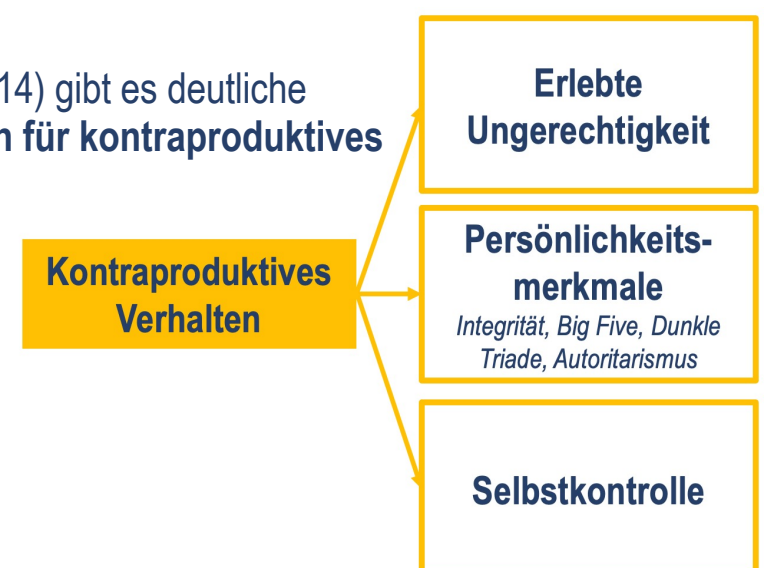 14) gibt es deutliche
für kontraproduktives
Erlebte
Ungerechtigkeit
Kontraproduktives
Verhalten
Persönlichkeits-
merkmale
Integrität, Big Five, Dunkle
Triade, Autoritarismus
Selbstkontrolle